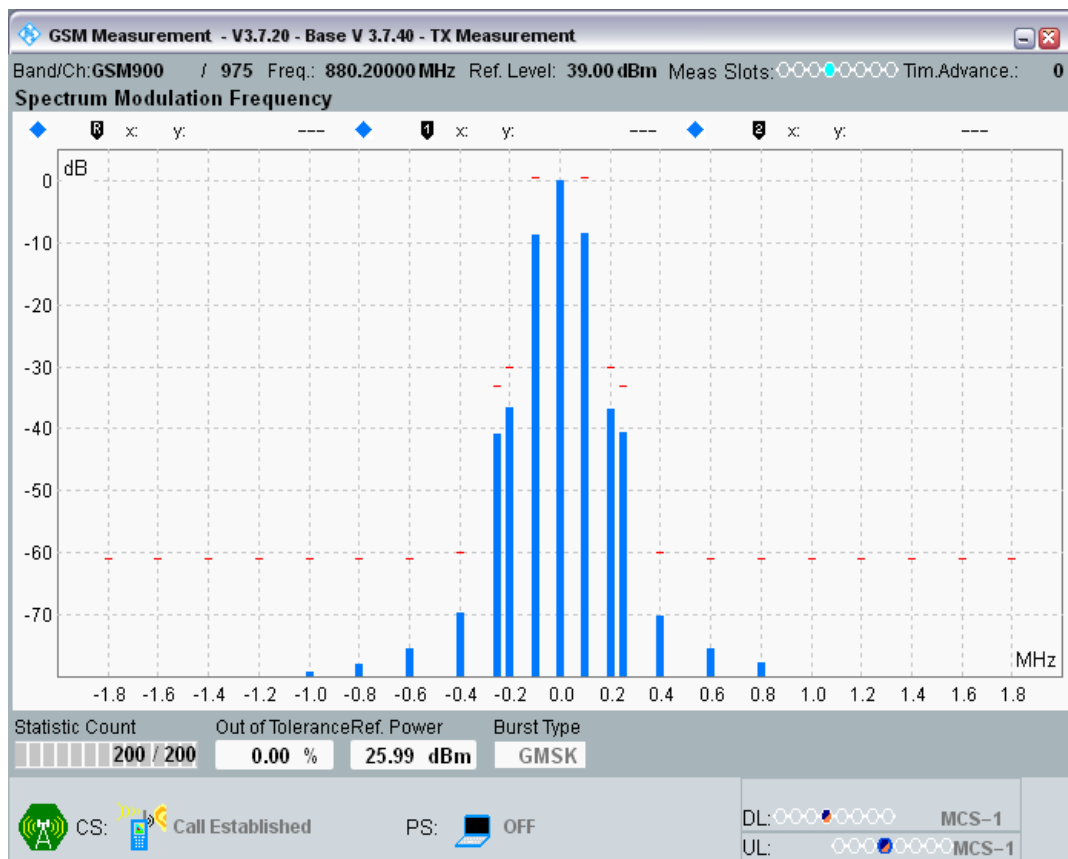 GSM Measurement - V3.7.20 - Base V 3.7.40 - TX Measurement
Band/Ch:GSM900 / 975 Freq.: 880.20000 MHz Ref. Level: 39.00 dBm Meas Slots: Tim.Advance.: 0
Spectrum Modulation Frequency
R x: y: --- 1 x: y: --- 2 x: y: ---
dB
0
-10
-20
-30
-40
-50
-60
-70
MHz
-1.8 -1.6 -1.4 -1.2 -1.0 -0.8 -0.6 -0.4 -0.2 0.0 0.2 0.4 0.6 0.8 1.0 1.2 1.4 1.6 1.8
Statistic Count Out of Tolerance Ref. Power Burst Type
200 / 200 0.00 % 25.99 dBm GMSK
CS: Call Established PS: OFF
DL: MCS-1
UL: MCS-1